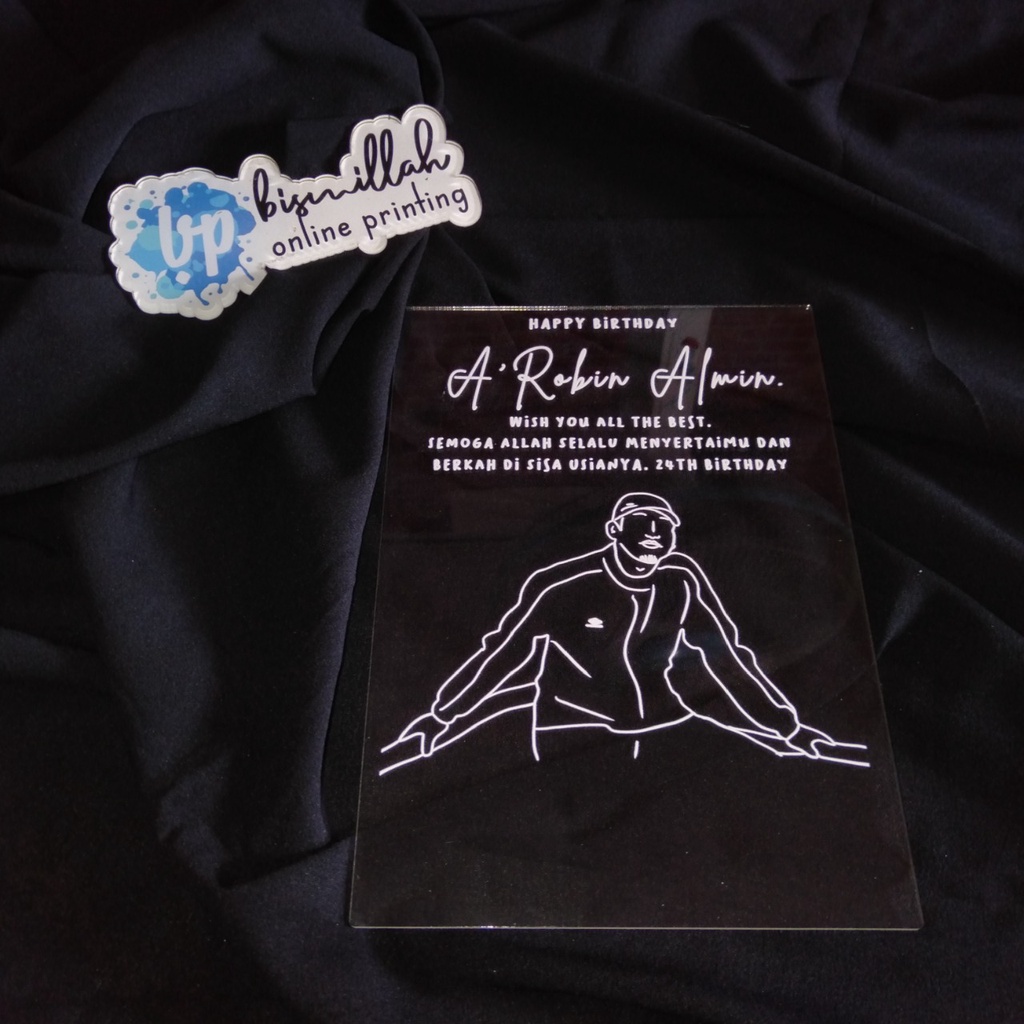 bp
bismillah
online printing
HAPPY BiRTHDAY
A'Robin Almin.
WiSH YOU ALL THE BEST.
SEMOGA ALLAH SELALU MENYERTAiMU DAN
BERKAH Di SiSA USiANYA. 24TH BiRTHDAY